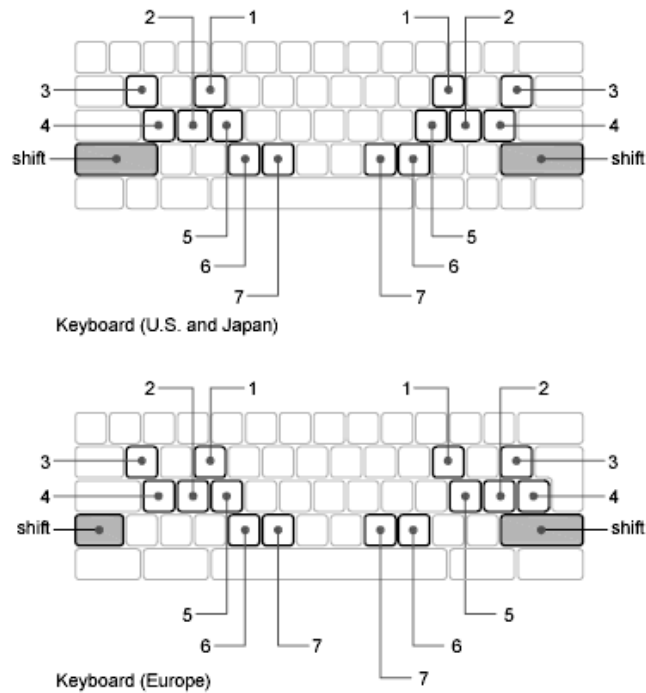 2 1 1 2
3 3
4 4
shift shift
5 5
6 6
7 7
Keyboard (U.S. and Japan)
2 1 1 2
3 3
4 4
shift shift
5 5
6 7 6
7
Keyboard (Europe)